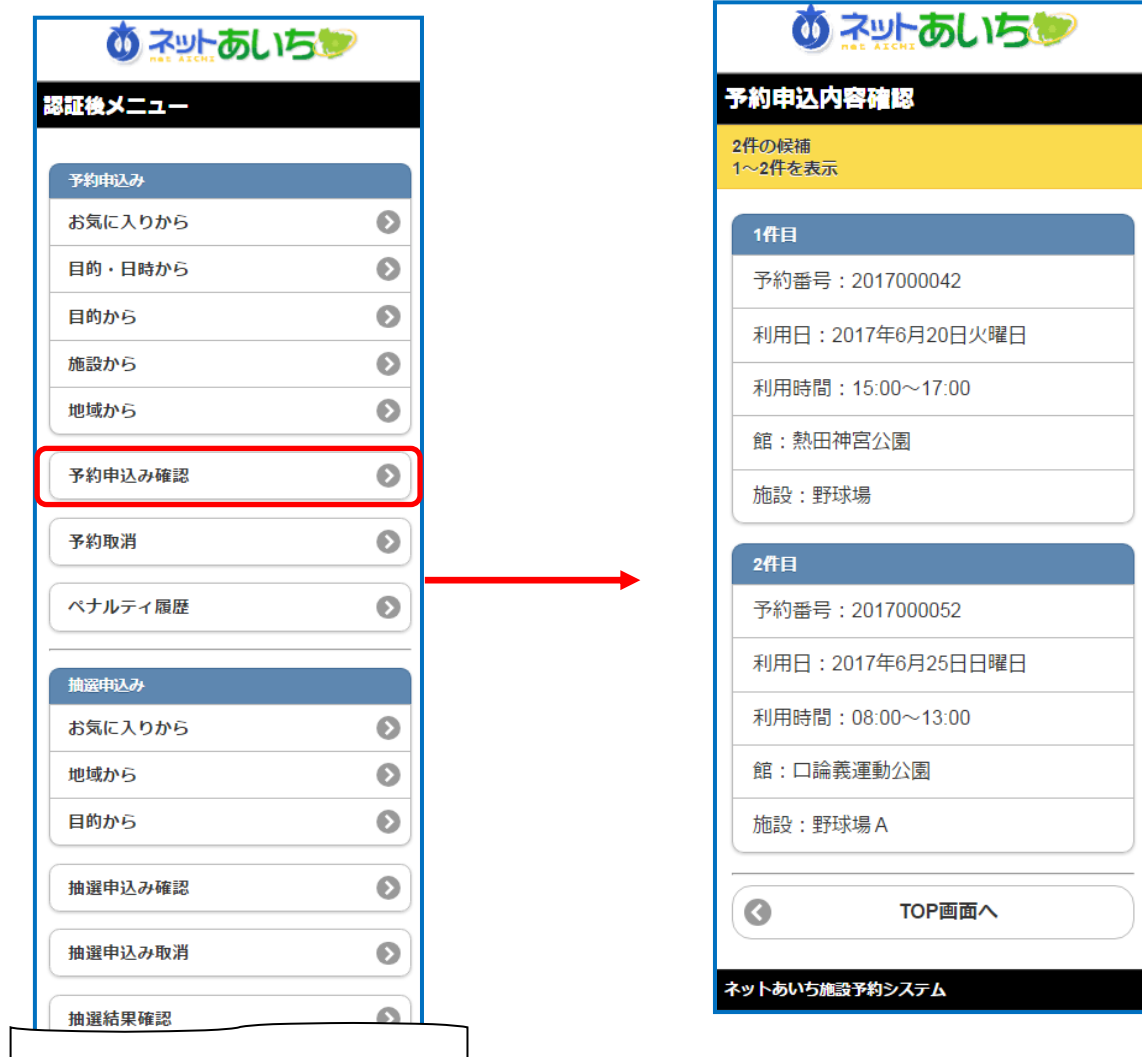 ネットあいち
net AICHI
認証後メニュー
予約申込み
お気に入りから
目的・日時から
目的から
施設から
地域から
予約申込み確認
予約取消
ペナルティ履歴
抽選申込み
お気に入りから
地域から
目的から
抽選申込み確認
抽選申込み取消
抽選結果確認
ネットあいち
net AICHI
予約申込内容確認
2件の候補
1～2件を表示
1件目
予約番号：2017000042
利用日：2017年6月20日火曜日
利用時間：15:00～17:00
館：熱田神宮公園
施設：野球場
2件目
予約番号：2017000052
利用日：2017年6月25日日曜日
利用時間：08:00～13:00
館：口論義運動公園
施設：野球場Ａ
TOP画面へ
ネットあいち施設予約システム